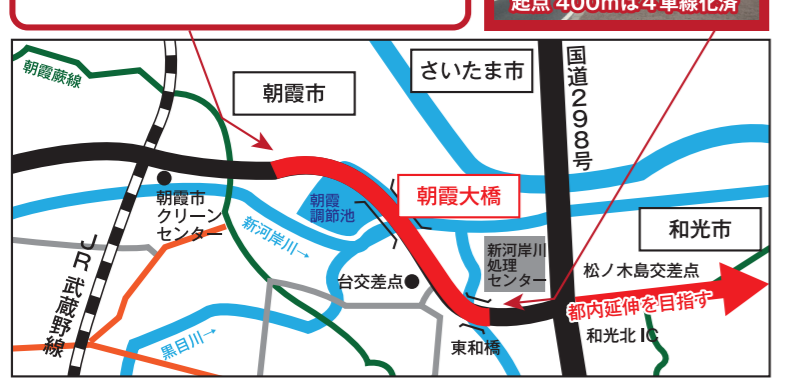 起点400mは4車線化済
朝霞蕨線
朝霞市
さいたま市
国道298号
朝霞市
クリーン
センター
朝霞
調節池
朝霞大橋
和光市
新河岸川→
新河岸川
処理
センター
松ノ木島交差点
台交差点
都内延伸を目指す
JR武蔵野線
黒目川→
東和橋
和光北IC